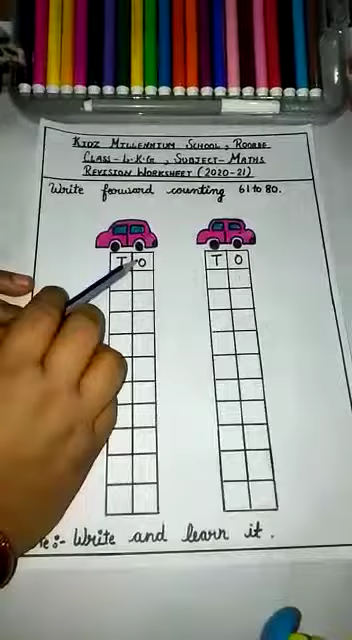 Kidz Millennium School, Roorkee
Class-L.K.G, Subject-Maths
Revision Worksheet (2020-21)
Write forward counting 61 to 80.
T O T O
:- Write and learn it.